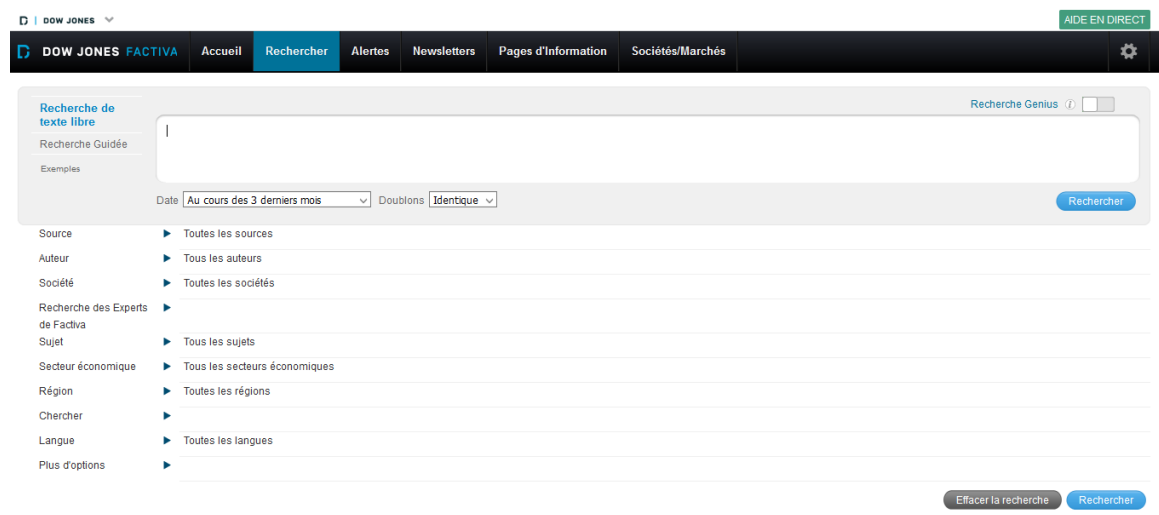 DOW JONES
AIDE EN DIRECT
DOW JONES FACTIVA Accueil Rechercher Alertes Newsletters Pages d'Information Sociétés/Marchés
Recherche de
texte libre
Recherche Guidée
Exemples
Recherche Genius i
Date Au cours des 3 derniers mois Doublons Identique Rechercher
Source Toutes les sources
Auteur Tous les auteurs
Société Toutes les sociétés
Recherche des Experts
de Factiva
Sujet Tous les sujets
Secteur économique Tous les secteurs économiques
Région Toutes les régions
Chercher
Langue Toutes les langues
Plus d'options
Effacer la recherche Rechercher